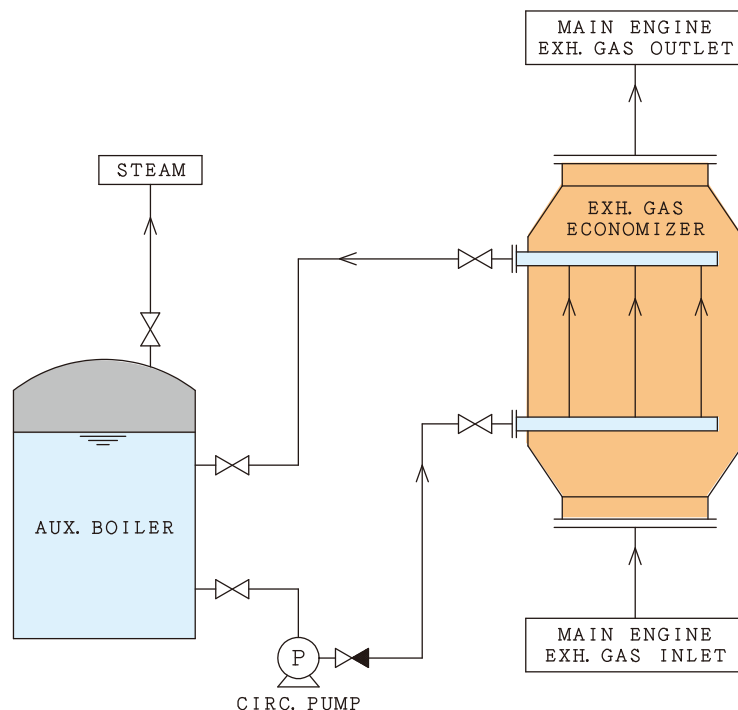 MAIN ENGINE
EXH. GAS OUTLET
STEAM
EXH. GAS
ECONOMIZER
AUX. BOILER
P
CIRC. PUMP
MAIN ENGINE
EXH. GAS INLET